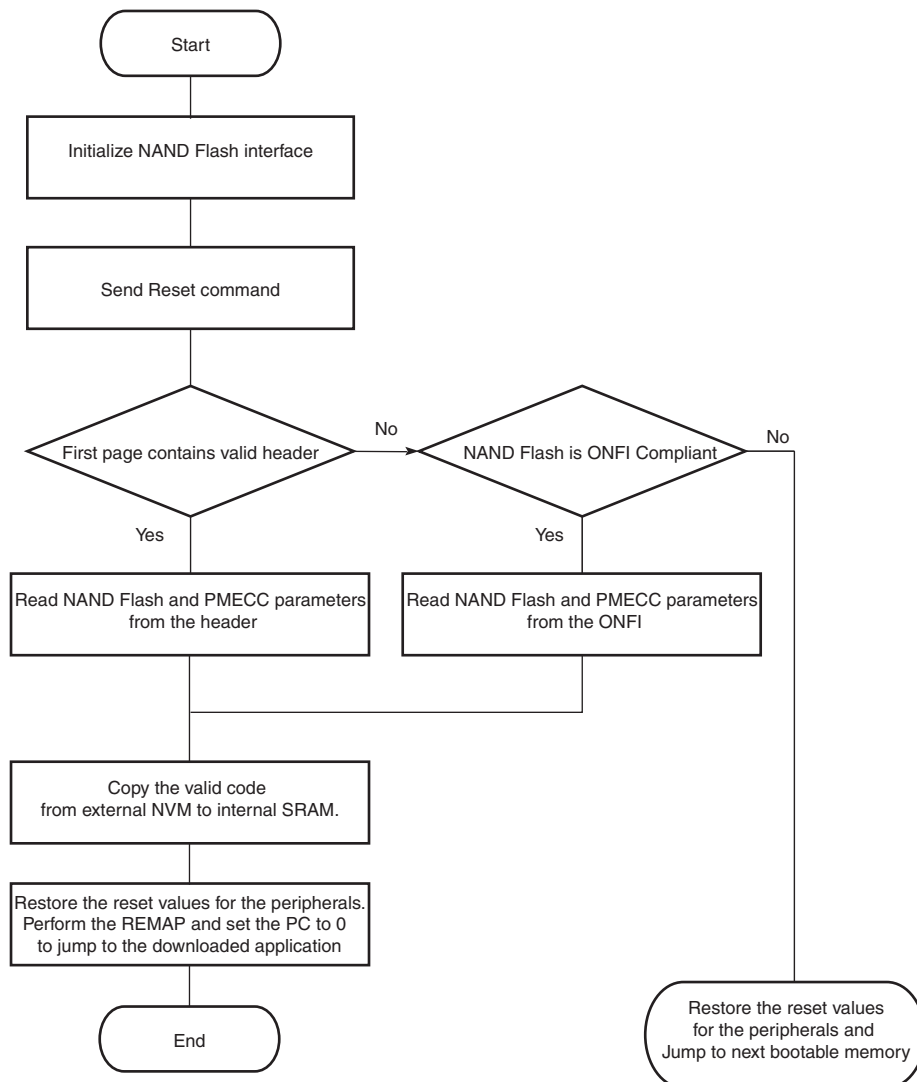 Start
Initialize NAND Flash interface
Send Reset command
First page contains valid header
No
NAND Flash is ONFI Compliant
No
Yes
Yes
Read NAND Flash and PMECC parameters
from the header
Read NAND Flash and PMECC parameters
from the ONFI
Copy the valid code
from external NVM to internal SRAM.
Restore the reset values for the peripherals.
Perform the REMAP and set the PC to 0
to jump to the downloaded application
End
Restore the reset values
for the peripherals and
Jump to next bootable memory